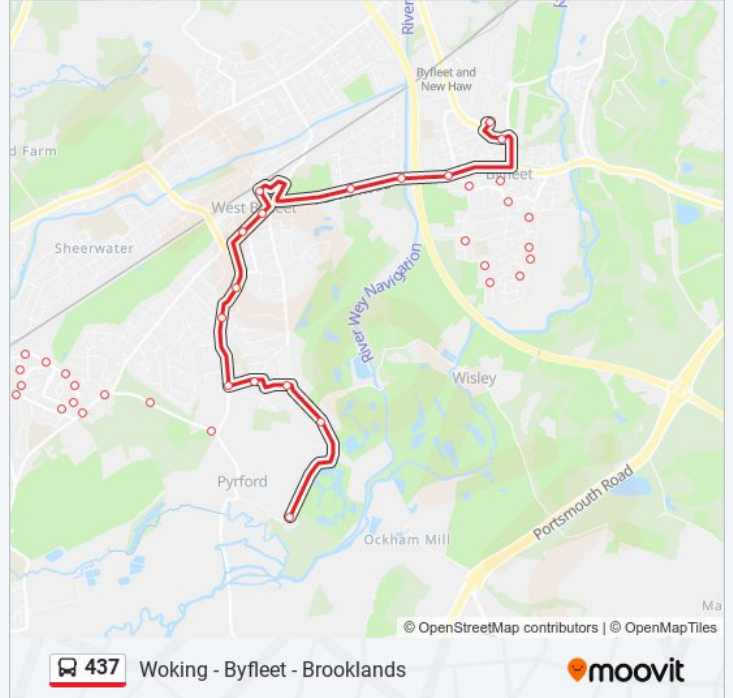 River
Byfleet and
New Haw
d Farm
Byfleet
West Byfleet
Sheerwater
River Wey Navigation
Wisley
Pyrford
Portsmouth Road
Ockham Mill
Ma
© OpenStreetMap contributors | © OpenMapTiles
437 Woking - Byfleet - Brooklands
moovit